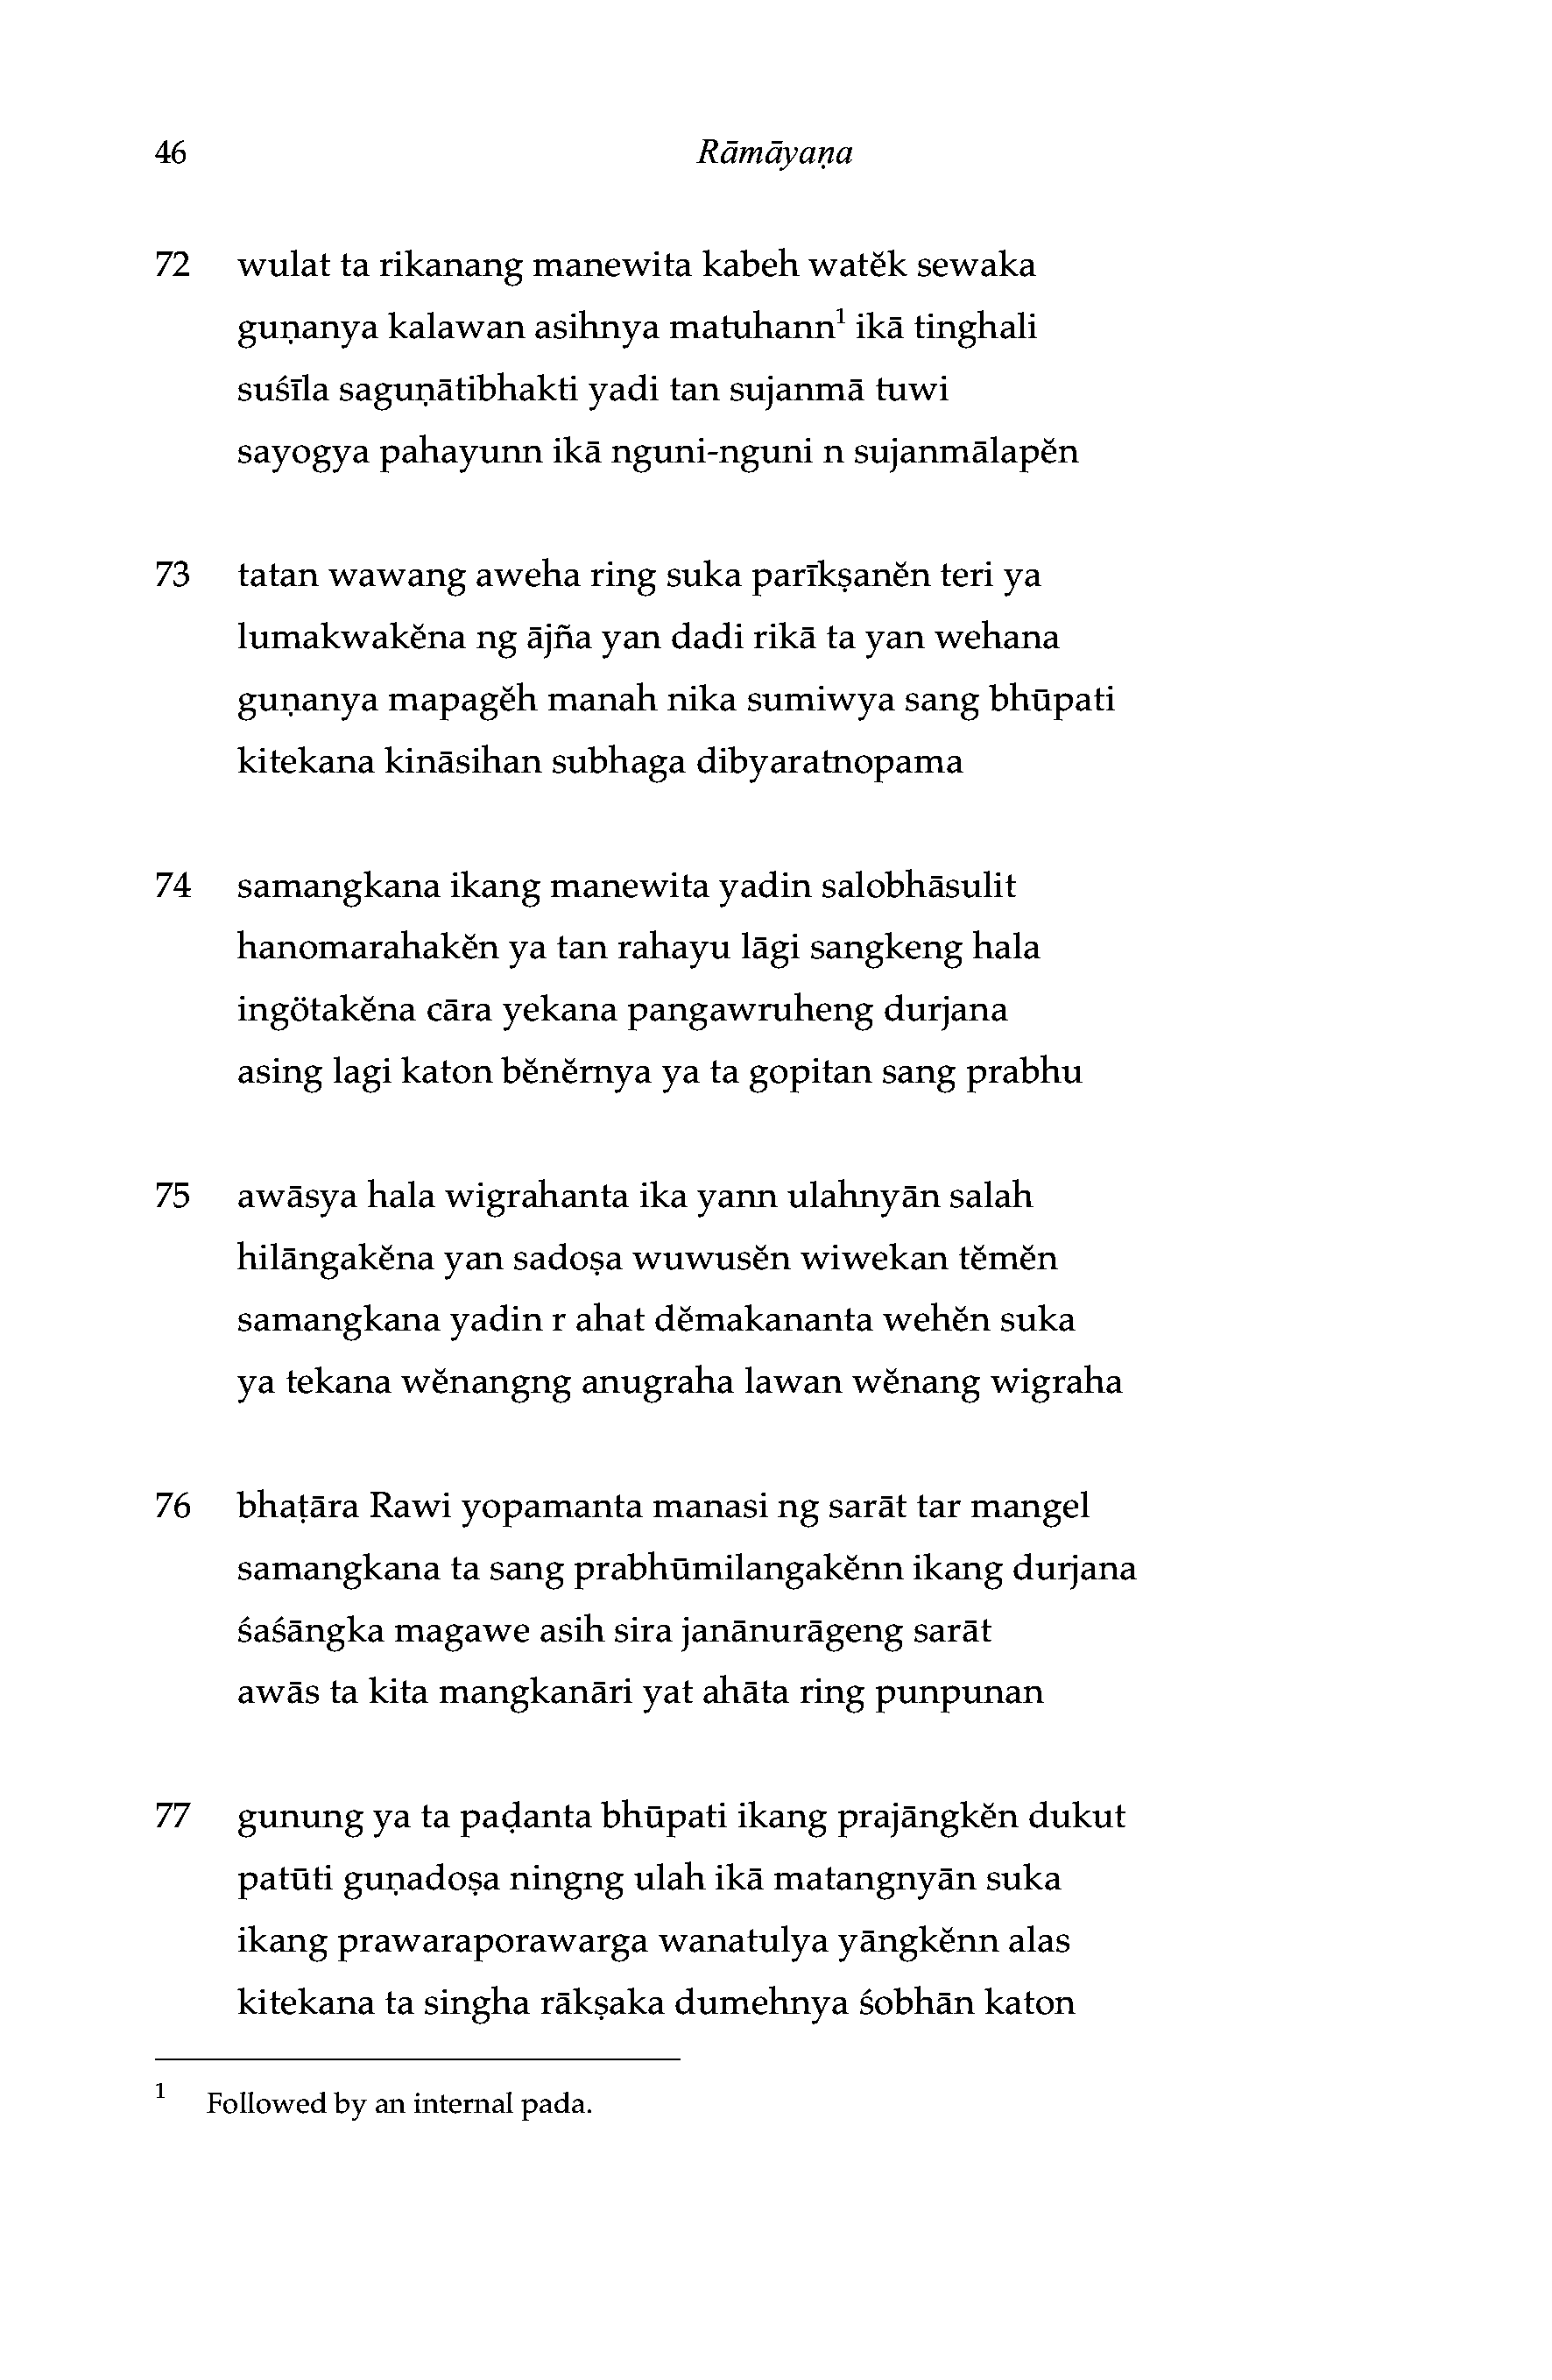 46 Rāmāyaṇa
72 wulat ta rikanang manewita kabeh watĕk sewaka
guṇanya kalawan asihnya matuhann¹ ikā tinghali
suśīla saguṇātibhakti yadi tan sujanmā tuwi
sayogya pahayunn ikā nguni-nguni n sujanmālapĕn
73 tatan wawang aweha ring suka parīkṣanĕn teri ya
lumakwakĕna ng ājña yan dadi rikā ta yan wehana
guṇanya mapagĕh manah nika sumiwya sang bhūpati
kitekana kināsihan subhaga dibyaratnopama
74 samangkana ikang manewita yadin salobhāsulit
hanomarahakĕn ya tan rahayu lāgi sangkeng hala
ingötakĕna cāra yekana pangawruheng durjana
asing lagi katon bĕnĕrnya ya ta gopitan sang prabhu
75 awāsya hala wigrahanta ika yann ulahnyān salah
hilāngakĕna yan sadoṣa wuwusĕn wiwekan tĕmĕn
samangkana yadin r ahat dĕmakananta wehĕn suka
ya tekana wĕnangng anugraha lawan wĕnang wigraha
76 bhaṭāra Rawi yopamanta manasi ng sarāt tar mangel
samangkana ta sang prabhūmilangakĕnn ikang durjana
śaśāngka magawe asih sira janānurāgeng sarāt
awās ta kita mangkanāri yat ahāta ring punpunan
77 gunung ya ta paḍanta bhūpati ikang prajāngkĕn dukut
patūti guṇadoṣa ningng ulah ikā matangnyān suka
ikang prawaraporawarga wanatulya yāngkĕnn alas
kitekana ta singha rākṣaka dumehnya śobhān katon
¹ Followed by an internal pada.